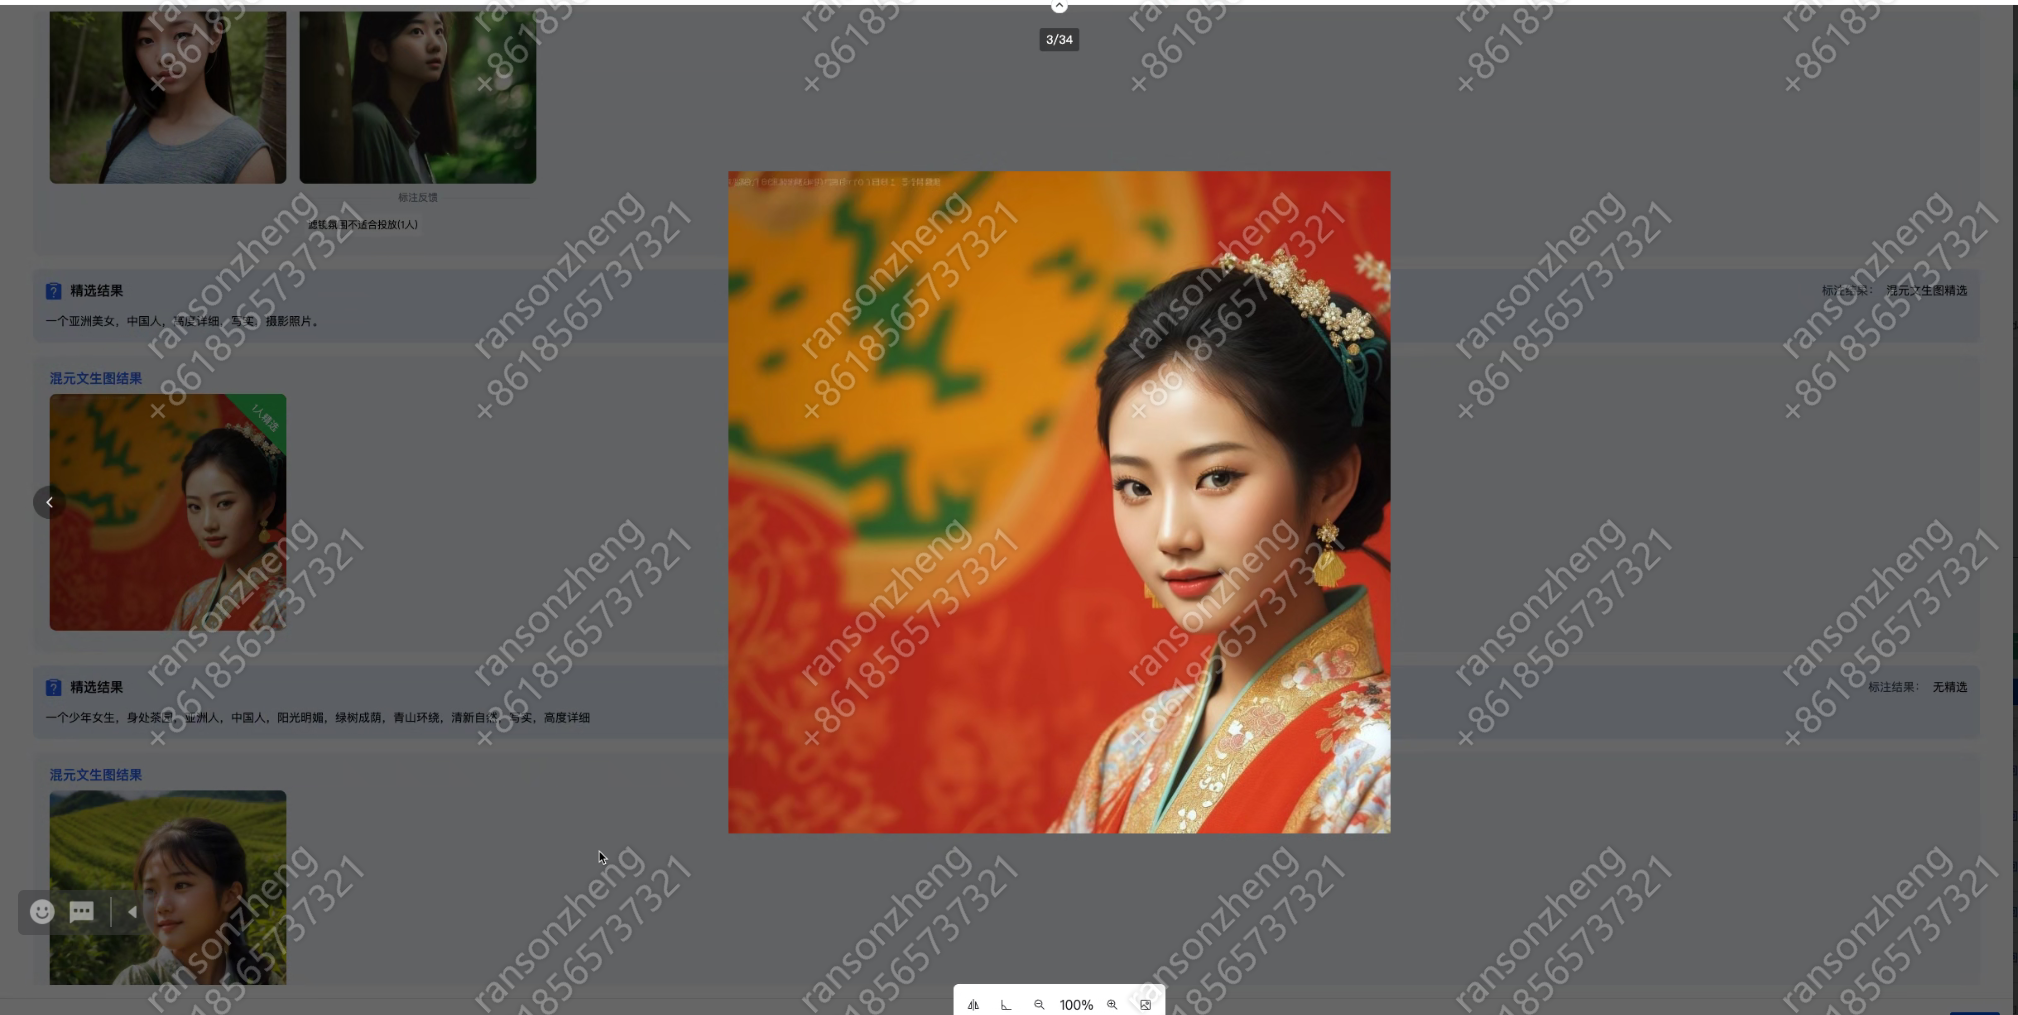 3/34
标注反馈
滤镜氛围不适合投放(1人)
精选结果
标注结果： 混元文生图精选
一个亚洲美女，中国人，高度详细，写实，摄影照片。
混元文生图结果
1人精选
精选结果
标注结果： 无精选
一个少年女生，身处茶园，亚洲人，中国人，阳光明媚，绿树成荫，青山环绕，清新自然，写实，高度详细
混元文生图结果
100%
ransonzheng
+8618565737321